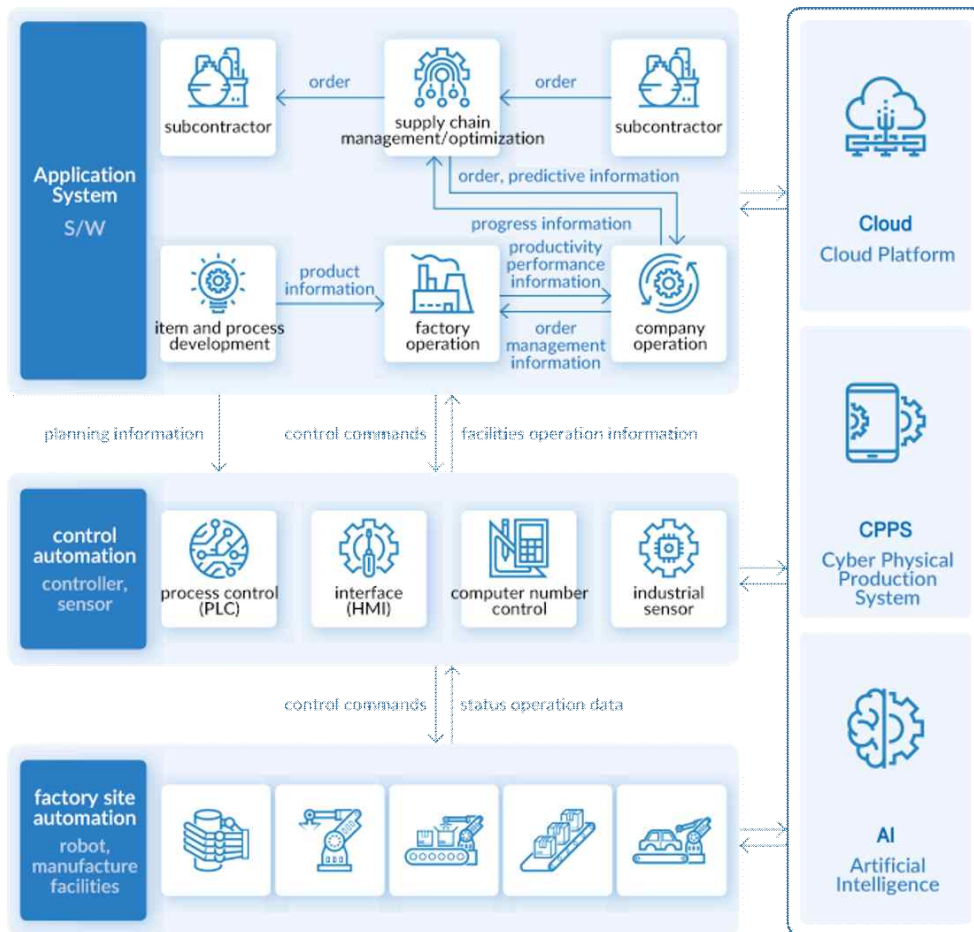 Application
System
S/W
subcontractor
order
supply chain
management/optimization
order
subcontractor
order, predictive information
progress information
item and process
development
product
information
factory
operation
productivity
performance
information
order
management
information
company
operation
planning information
control commands
facilities operation information
control
automation
controller,
sensor
process control
(PLC)
interface
(HMI)
computer number
control
industrial
sensor
control commands
status operation data
factory site
automation
robot,
manufacture
facilities
Cloud
Cloud Platform
CPPS
Cyber Physical
Production
System
AI
Artificial
Intelligence